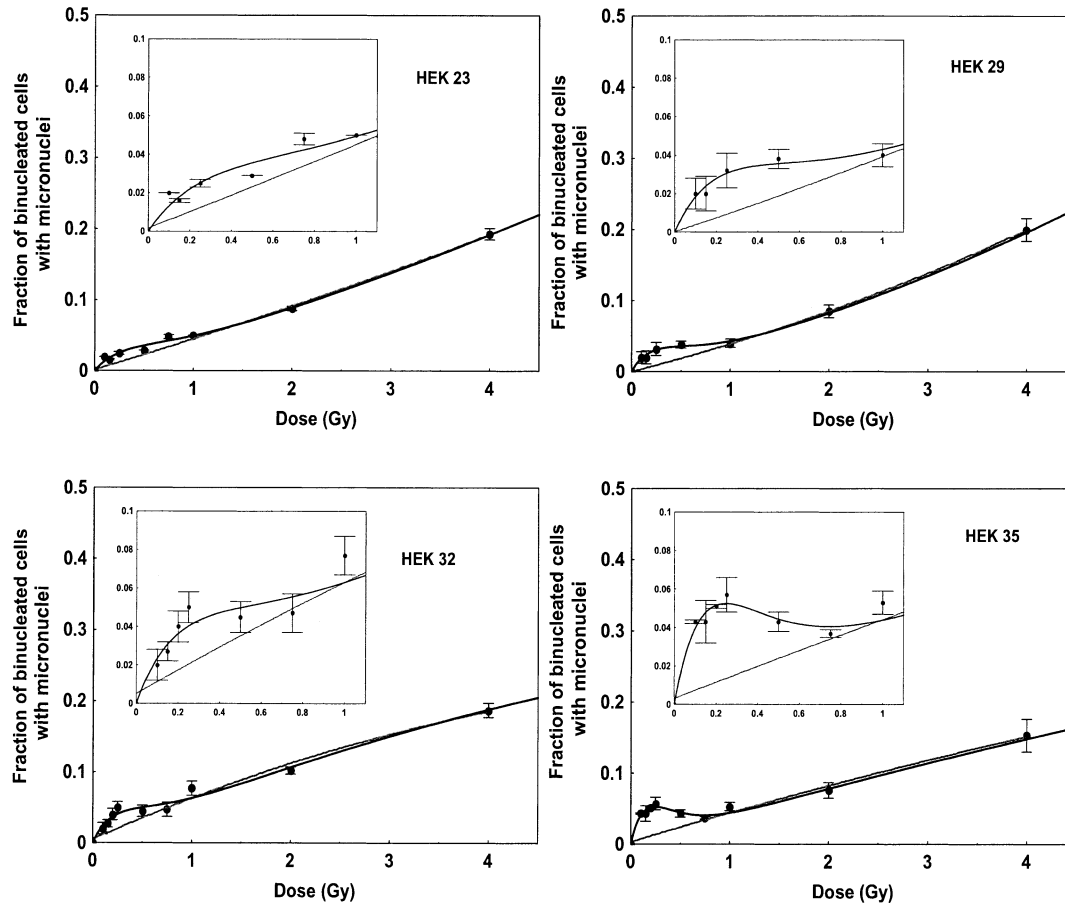 0.5
0.4
0.3
0.2
0.1
0
0.1
0.08
0.06
0.04
0.02
0
0 0.2 0.4 0.6 0.8 1
HEK 23
Fraction of binucleated cells
with micronuclei
0 1 2 3 4
Dose (Gy)
0.5
0.4
0.3
0.2
0.1
0
0.1
0.08
0.06
0.04
0.02
0
0 0.2 0.4 0.6 0.8 1
HEK 29
Fraction of binucleated cells
with micronuclei
0 1 2 3 4
Dose (Gy)
0.5
0.4
0.3
0.2
0.1
0
0.1
0.08
0.06
0.04
0.02
0
0 0.2 0.4 0.6 0.8 1
HEK 32
Fraction of binucleated cells
with micronuclei
0 1 2 3 4
Dose (Gy)
0.5
0.4
0.3
0.2
0.1
0
0.1
0.08
0.06
0.04
0.02
0
0 0.2 0.4 0.6 0.8 1
HEK 35
Fraction of binucleated cells
with micronuclei
0 1 2 3 4
Dose (Gy)